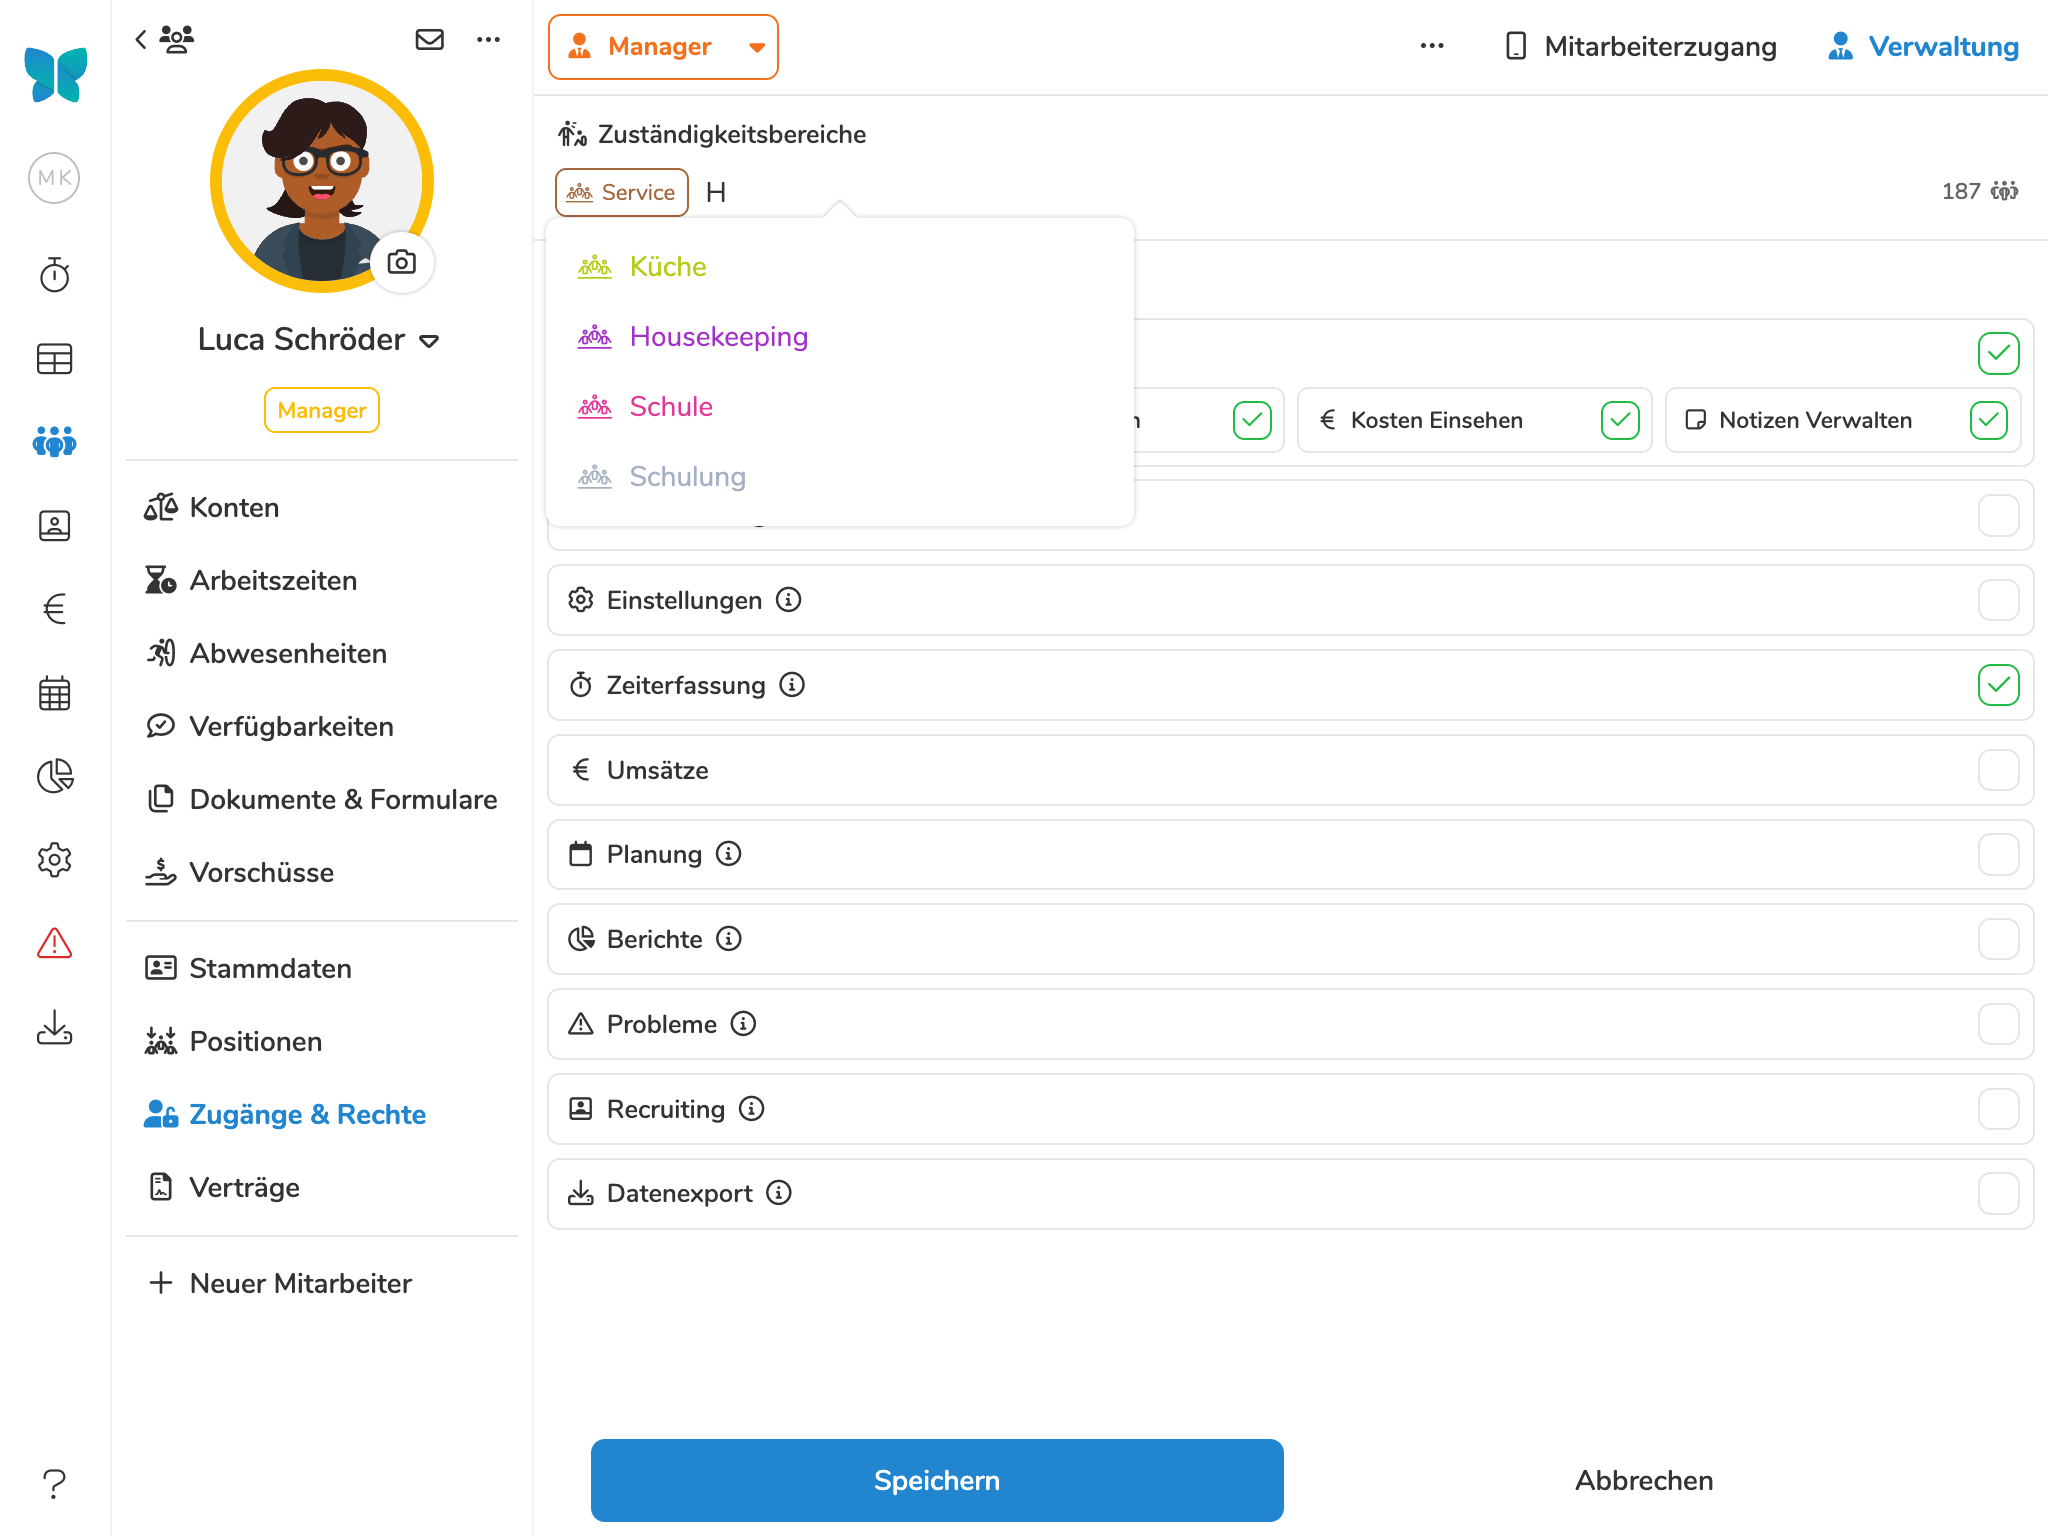 Manager
Mitarbeiterzugang
Verwaltung
MK
Zuständigkeitsbereiche
Service
H
187
Küche
Housekeeping
Schule
Schulung
Luca Schröder
Manager
Kosten Einsehen
Notizen Verwalten
Konten
Arbeitszeiten
Abwesenheiten
Verfügbarkeiten
Dokumente & Formulare
Vorschüsse
Stammdaten
Positionen
Zugänge & Rechte
Verträge
Neuer Mitarbeiter
Einstellungen
Zeiterfassung
€ Umsätze
Planung
Berichte
Probleme
Recruiting
Datenexport
Speichern
Abbrechen
?